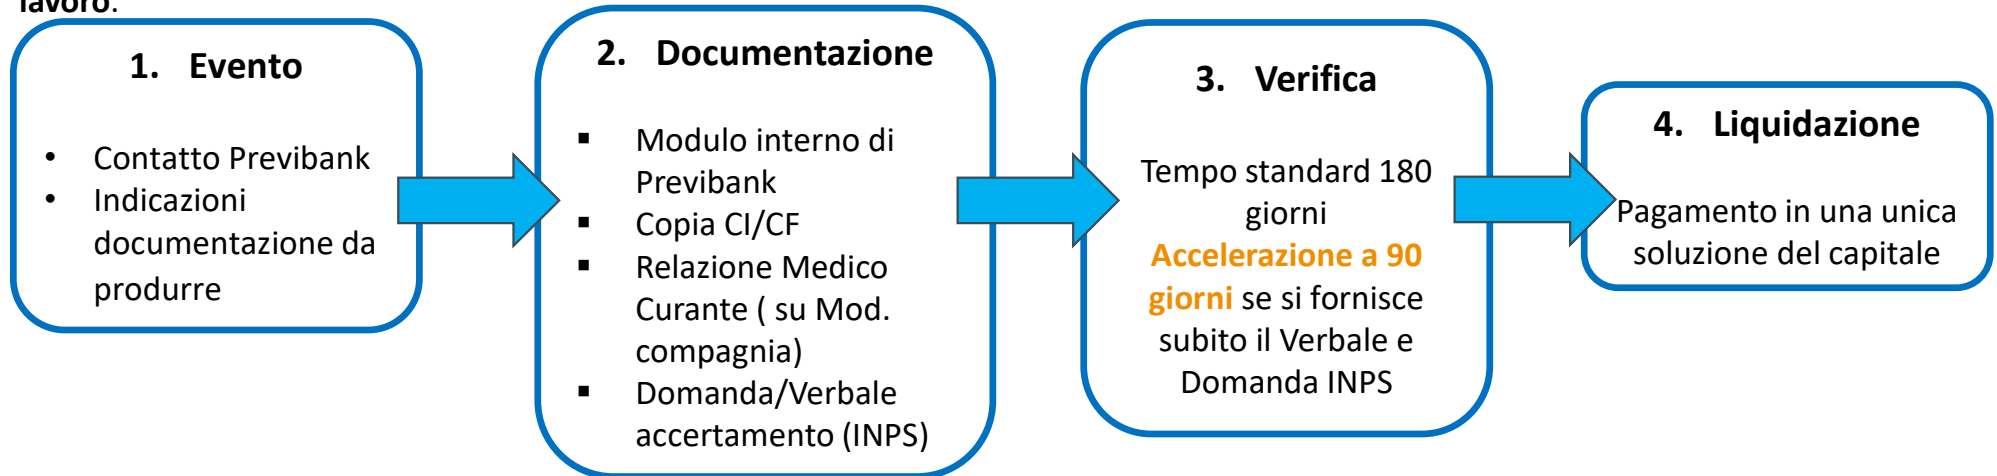 lavoro.
1. Evento
• Contatto Previbank
• Indicazioni
documentazione da
produrre
2. Documentazione
▪ Modulo interno di
Previbank
▪ Copia CI/CF
▪ Relazione Medico
Curante ( su Mod.
compagnia)
▪ Domanda/Verbale
accertamento (INPS)
3. Verifica
Tempo standard 180
giorni
Accelerazione a 90
giorni se si fornisce
subito il Verbale e
Domanda INPS
4. Liquidazione
Pagamento in una unica
soluzione del capitale